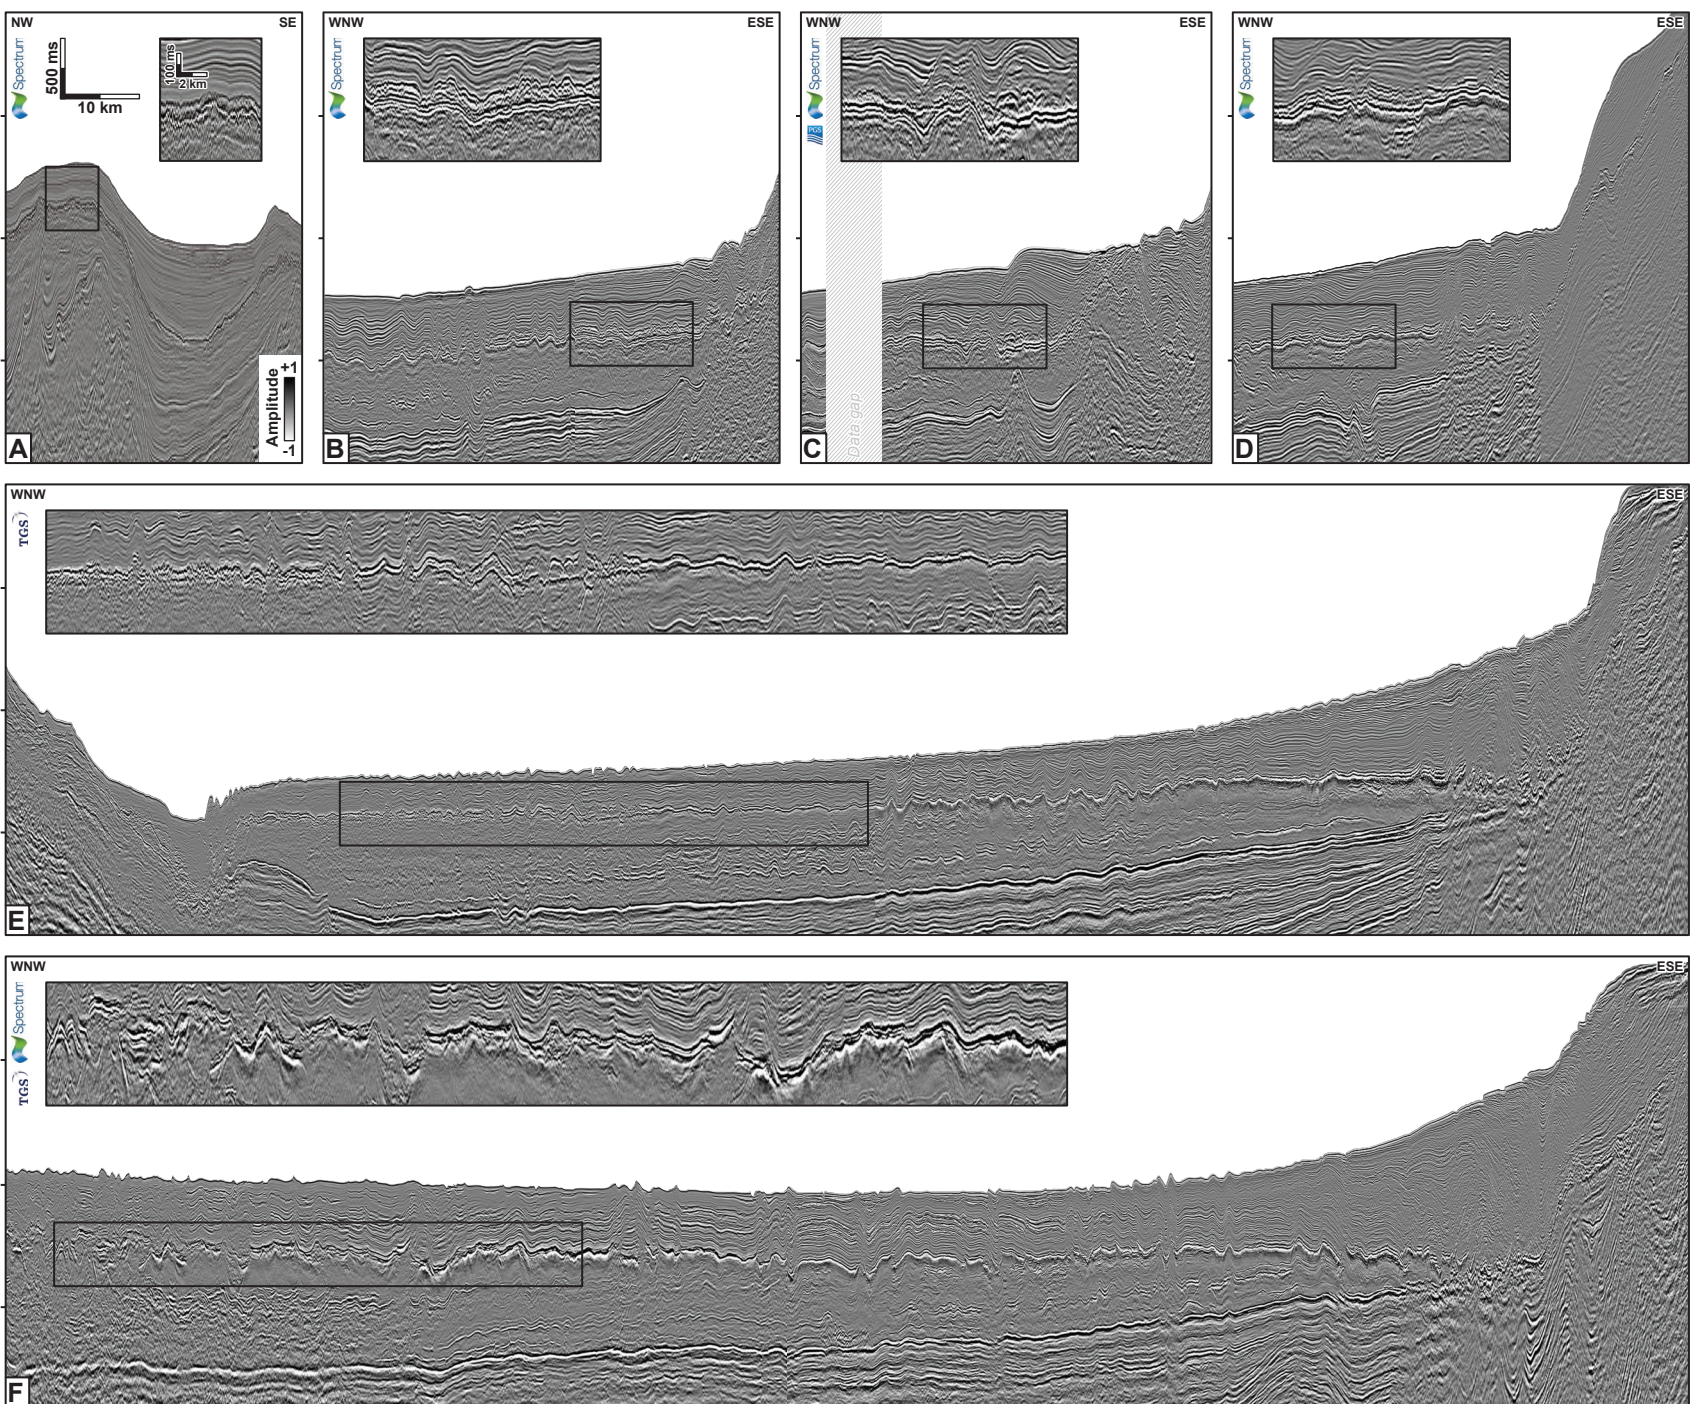 NW SE
Spectrum
500 ms
10 km
100 ms
2 km
Amplitude
+1
-1
A
WNW ESE
Spectrum
B
WNW ESE
Spectrum
PGS
Data gap
C
WNW ESE
Spectrum
D
WNW ESE
TGS
E
WNW ESE
Spectrum
TGS
F